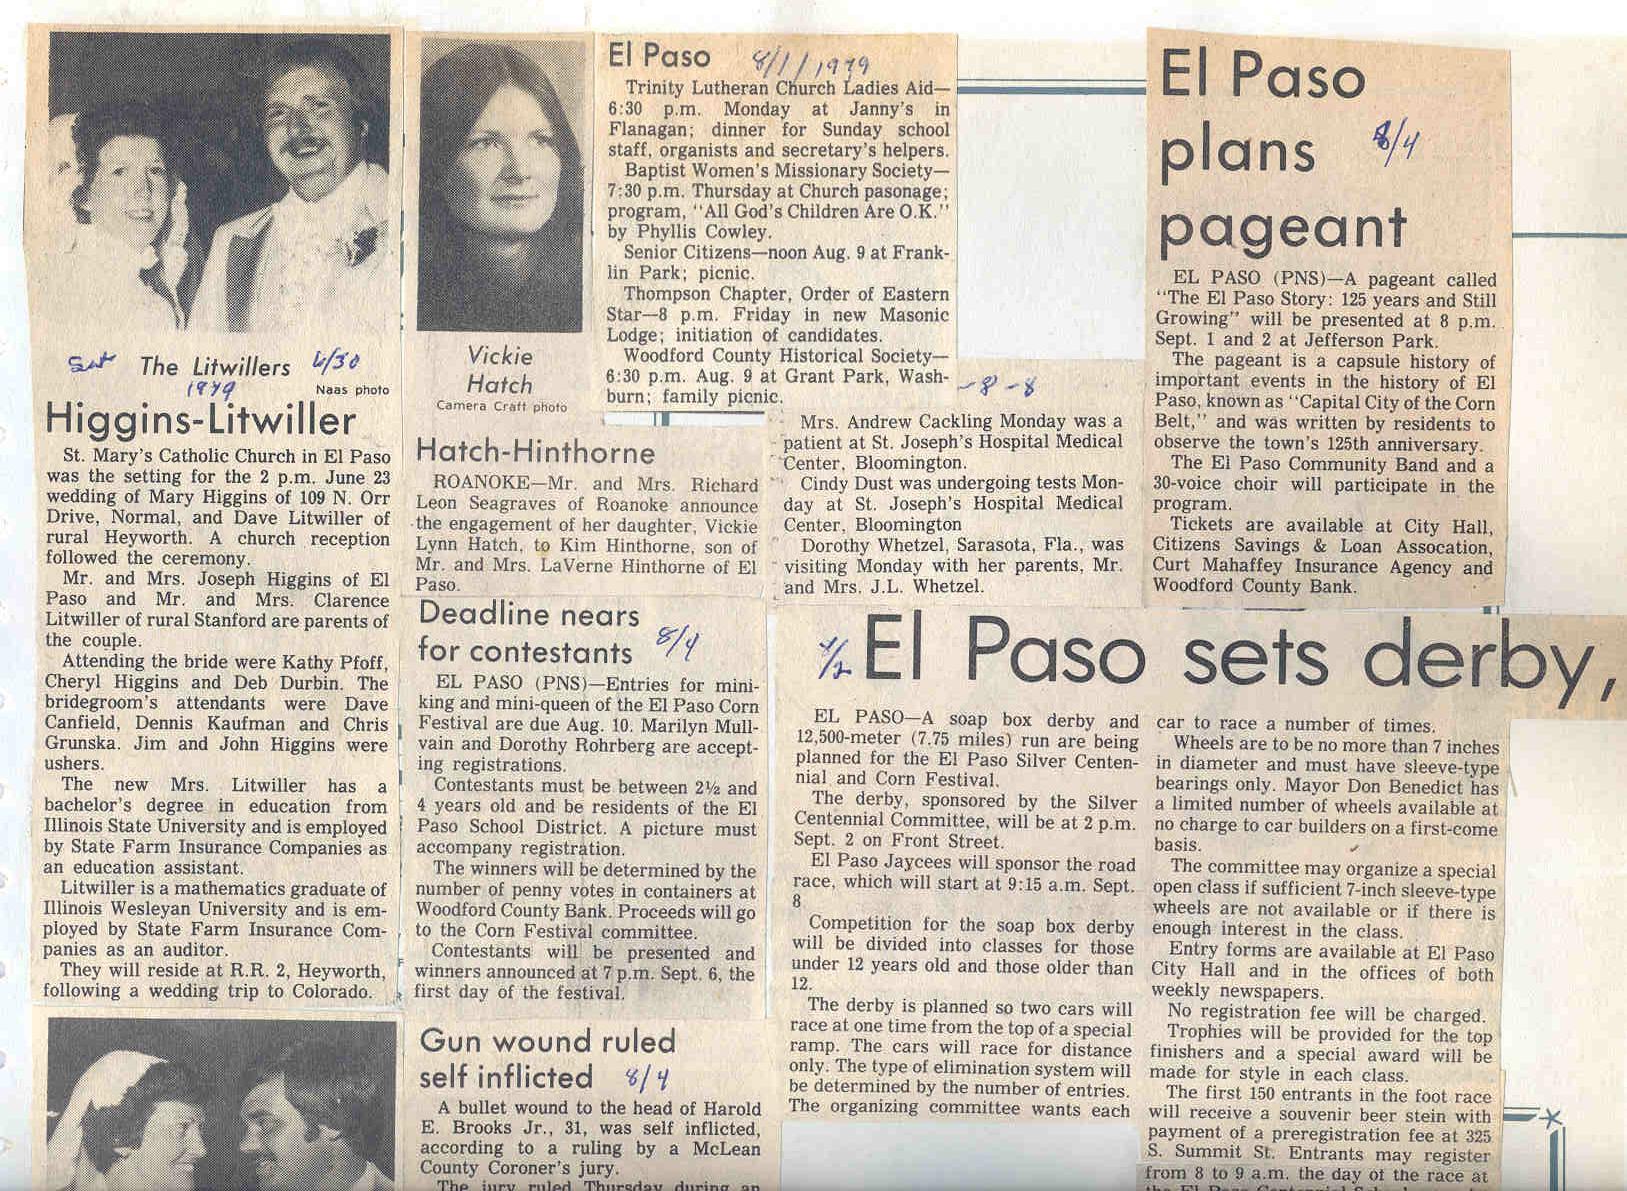 Sat The Litwillers 6/30
1979 Naas photo
Higgins-Litwiller
St. Mary's Catholic Church in El Paso
was the setting for the 2 p.m. June 23
wedding of Mary Higgins of 109 N. Orr
Drive, Normal, and Dave Litwiller of
rural Heyworth. A church reception
followed the ceremony.
Mr. and Mrs. Joseph Higgins of El
Paso and Mr. and Mrs. Clarence
Litwiller of rural Stanford are parents of
the couple.
Attending the bride were Kathy Pfoff,
Cheryl Higgins and Deb Durbin. The
bridegroom's attendants were Dave
Canfield, Dennis Kaufman and Chris
Grunska. Jim and John Higgins were
ushers.
The new Mrs. Litwiller has a
bachelor's degree in education from
Illinois State University and is employed
by State Farm Insurance Companies as
an education assistant.
Litwiller is a mathematics graduate of
Illinois Wesleyan University and is em-
ployed by State Farm Insurance Com-
panies as an auditor.
They will reside at R.R. 2, Heyworth,
following a wedding trip to Colorado.
Vickie
Hatch
Camera Craft photo
Hatch-Hinthorne
ROANOKE—Mr. and Mrs. Richard
Leon Seagraves of Roanoke announce
the engagement of her daughter, Vickie
Lynn Hatch, to Kim Hinthorne, son of
Mr. and Mrs. LaVerne Hinthorne of El
Paso.
Deadline nears
for contestants 8/4
EL PASO (PNS)—Entries for mini-
king and mini-queen of the El Paso Corn
Festival are due Aug. 10. Marilyn Mull-
vain and Dorothy Rohrberg are accept-
ing registrations.
Contestants must be between 2½ and
4 years old and be residents of the El
Paso School District. A picture must
accompany registration.
The winners will be determined by the
number of penny votes in containers at
Woodford County Bank. Proceeds will go
to the Corn Festival committee.
Contestants will be presented and
winners announced at 7 p.m. Sept. 6, the
first day of the festival.
Gun wound ruled
self inflicted 8/4
A bullet wound to the head of Harold
E. Brooks Jr., 31, was self inflicted,
according to a ruling by a McLean
County Coroner's jury.
The jury ruled Thursday during an
El Paso 8/1/1979
Trinity Lutheran Church Ladies Aid—
6:30 p.m. Monday at Janny's in
Flanagan; dinner for Sunday school
staff, organists and secretary's helpers.
Baptist Women's Missionary Society—
7:30 p.m. Thursday at Church pasonage;
program, "All God's Children Are O.K."
by Phyllis Cowley.
Senior Citizens—noon Aug. 9 at Frank-
lin Park; picnic.
Thompson Chapter, Order of Eastern
Star—8 p.m. Friday in new Masonic
Lodge; initiation of candidates.
Woodford County Historical Society—
6:30 p.m. Aug. 9 at Grant Park, Wash-
burn; family picnic.
-8-8
Mrs. Andrew Cackling Monday was a
patient at St. Joseph's Hospital Medical
Center, Bloomington.
Cindy Dust was undergoing tests Mon-
day at St. Joseph's Hospital Medical
Center, Bloomington
Dorothy Whetzel, Sarasota, Fla., was
visiting Monday with her parents, Mr.
and Mrs. J.L. Whetzel.
El Paso
plans 8/4
pageant
EL PASO (PNS)—A pageant called
"The El Paso Story: 125 years and Still
Growing" will be presented at 8 p.m.
Sept. 1 and 2 at Jefferson Park.
The pageant is a capsule history of
important events in the history of El
Paso, known as "Capital City of the Corn
Belt," and was written by residents to
observe the town's 125th anniversary.
The El Paso Community Band and a
30-voice choir will participate in the
program.
Tickets are available at City Hall,
Citizens Savings & Loan Assocation,
Curt Mahaffey Insurance Agency and
Woodford County Bank.
El Paso sets derby,
EL PASO—A soap box derby and
12,500-meter (7.75 miles) run are being
planned for the El Paso Silver Centen-
nial and Corn Festival.
The derby, sponsored by the Silver
Centennial Committee, will be at 2 p.m.
Sept. 2 on Front Street.
El Paso Jaycees will sponsor the road
race, which will start at 9:15 a.m. Sept.
8
Competition for the soap box derby
will be divided into classes for those
under 12 years old and those older than
12.
The derby is planned so two cars will
race at one time from the top of a special
ramp. The cars will race for distance
only. The type of elimination system will
be determined by the number of entries.
The organizing committee wants each
car to race a number of times.
Wheels are to be no more than 7 inches
in diameter and must have sleeve-type
bearings only. Mayor Don Benedict has
a limited number of wheels available at
no charge to car builders on a first-come
basis.
The committee may organize a special
open class if sufficient 7-inch sleeve-type
wheels are not available or if there is
enough interest in the class.
Entry forms are available at El Paso
City Hall and in the offices of both
weekly newspapers.
No registration fee will be charged.
Trophies will be provided for the top
finishers and a special award will be
made for style in each class.
The first 150 entrants in the foot race
will receive a souvenir beer stein with
payment of a preregistration fee at 325
S. Summit St. Entrants may register
from 8 to 9 a.m. the day of the race at